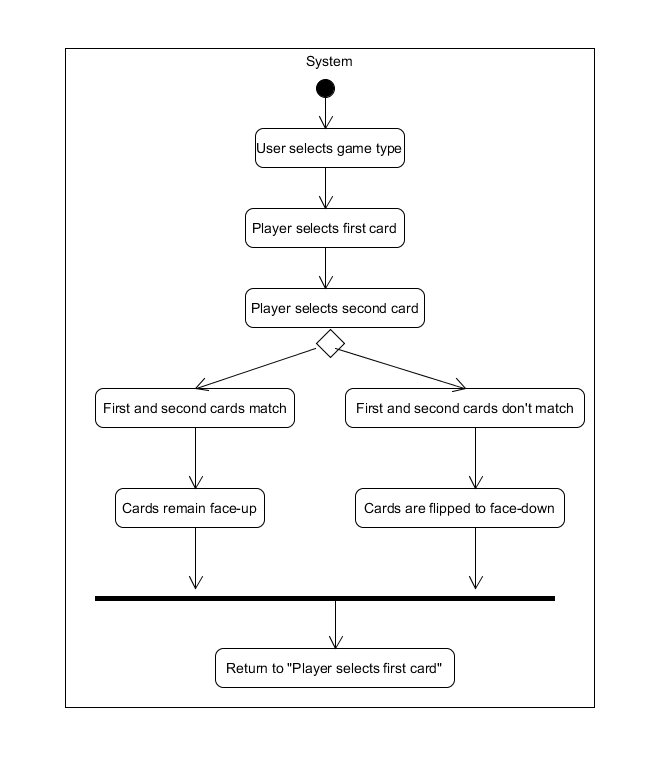 System
User selects game type
Player selects first card
Player selects second card
First and second cards match
First and second cards don't match
Cards remain face-up
Cards are flipped to face-down
Return to "Player selects first card"